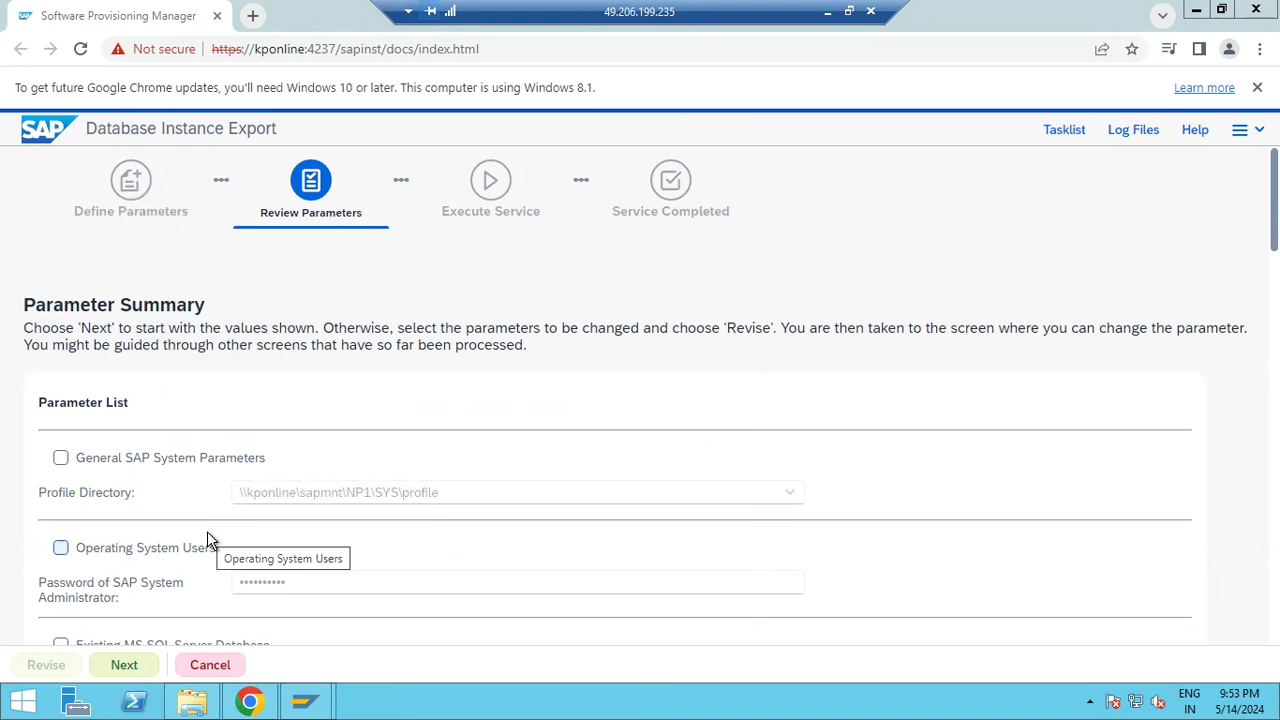 Software Provisioning Manager
49.206.199.235
Not secure
https://kponline:4237/sapinst/docs/index.html
To get future Google Chrome updates, you'll need Windows 10 or later. This computer is using Windows 8.1.
Learn more
SAP
Database Instance Export
Tasklist
Log Files
Help
Define Parameters
Review Parameters
Execute Service
Service Completed
Parameter Summary
Choose 'Next' to start with the values shown. Otherwise, select the parameters to be changed and choose 'Revise'. You are then taken to the screen where you can change the parameter.
You might be guided through other screens that have so far been processed.
Parameter List
General SAP System Parameters
Profile Directory:
\\kponline\sapmnt\NP1\SYS\profile
Operating System Users
Operating System Users
Password of SAP System
Administrator:
••••••••••
Existing MS SQL Server Database
Revise
Next
Cancel
ENG
IN
9:53 PM
5/14/2024